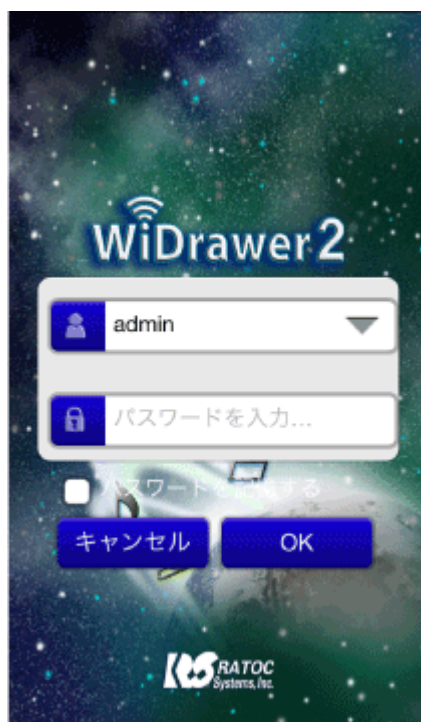 WiDrawer2
admin
パスワードを入力...
パスワードを記憶する
キャンセル
OK
RATOC
Systems, Inc.